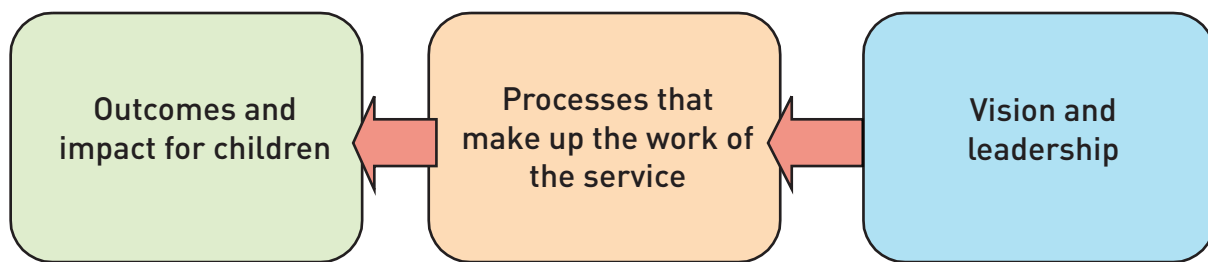 Outcomes and
impact for children
Processes that
make up the work of
the service
Vision and
leadership